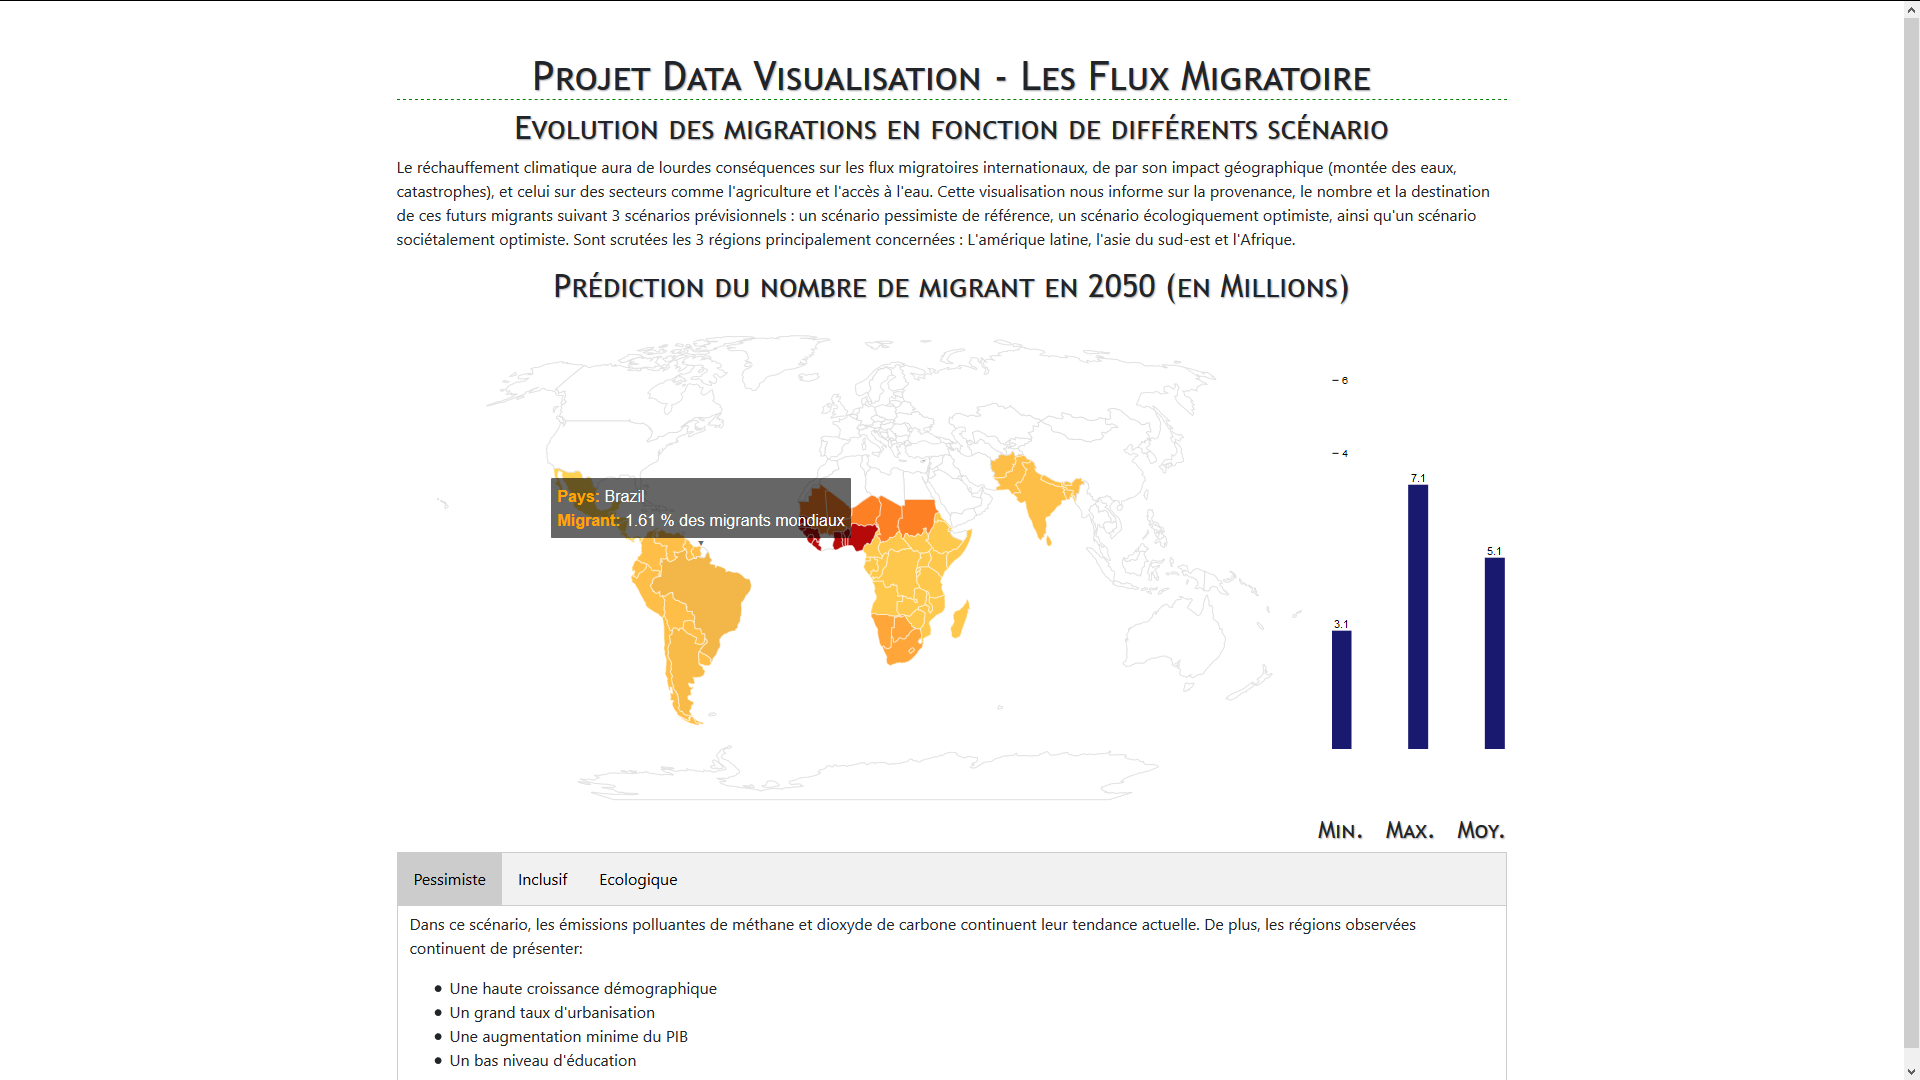 Projet Data Visualisation - Les Flux Migratoire
Evolution des migrations en fonction de différents scénario
Le réchauffement climatique aura de lourdes conséquences sur les flux migratoires internationaux, de par son impact géographique (montée des eaux,
catastrophes), et celui sur des secteurs comme l'agriculture et l'accès à l'eau. Cette visualisation nous informe sur la provenance, le nombre et la destination
de ces futurs migrants suivant 3 scénarios prévisionnels : un scénario pessimiste de référence, un scénario écologiquement optimiste, ainsi qu'un scénario
sociétalement optimiste. Sont scrutées les 3 régions principalement concernées : L'amérique latine, l'asie du sud-est et l'Afrique.
Prédiction du nombre de migrant en 2050 (en Millions)
Pays: Brazil
Migrant: 1.61 % des migrants mondiaux
6
4
7.1
5.1
3.1
Min. Max. Moy.
Pessimiste Inclusif Ecologique
Dans ce scénario, les émissions polluantes de méthane et dioxyde de carbone continuent leur tendance actuelle. De plus, les régions observées
continuent de présenter:
• Une haute croissance démographique
• Un grand taux d'urbanisation
• Une augmentation minime du PIB
• Un bas niveau d'éducation